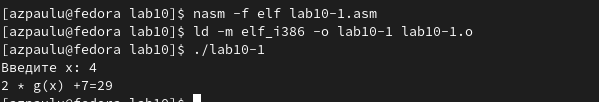 [azpaulu@fedora lab10]$ nasm -f elf lab10-1.asm
[azpaulu@fedora lab10]$ ld -m elf_i386 -o lab10-1 lab10-1.o
[azpaulu@fedora lab10]$ ./lab10-1
Введите x: 4
2 * g(x) +7=29
[azpaulu@fedora lab10]$